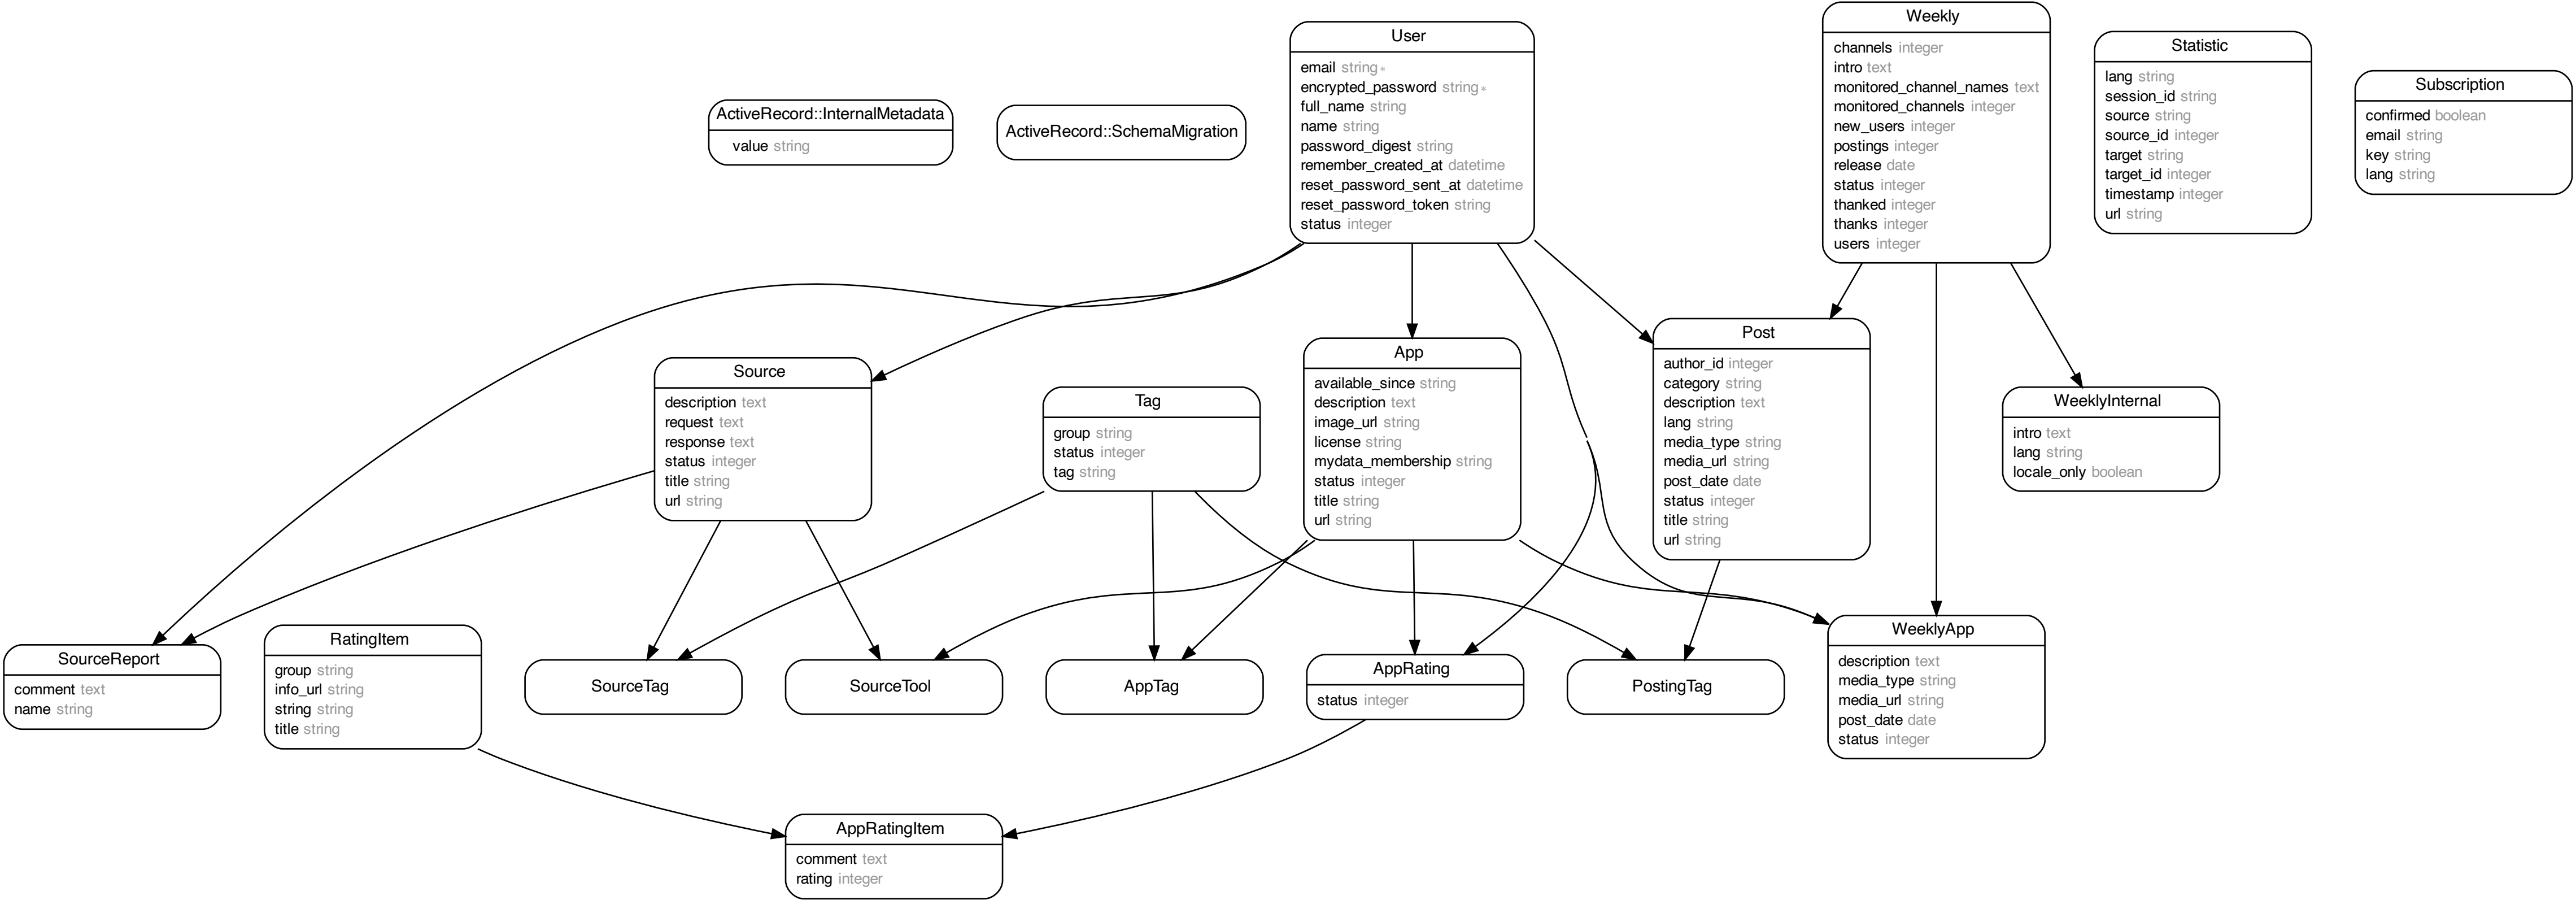 User
email string *
encrypted_password string *
full_name string
name string
password_digest string
remember_created_at datetime
reset_password_sent_at datetime
reset_password_token string
status integer
Weekly
channels integer
intro text
monitored_channel_names text
monitored_channels integer
new_users integer
postings integer
release date
status integer
thanked integer
thanks integer
users integer
Statistic
lang string
session_id string
source string
source_id integer
target string
target_id integer
timestamp integer
url string
Subscription
confirmed boolean
email string
key string
lang string
ActiveRecord::InternalMetadata
value string
ActiveRecord::SchemaMigration
Source
description text
request text
response text
status integer
title string
url string
Tag
group string
status integer
tag string
App
available_since string
description text
image_url string
license string
mydata_membership string
status integer
title string
url string
Post
author_id integer
category string
description text
lang string
media_type string
media_url string
post_date date
status integer
title string
url string
WeeklyInternal
intro text
lang string
locale_only boolean
SourceReport
comment text
name string
RatingItem
group string
info_url string
string string
title string
SourceTag
SourceTool
AppTag
AppRating
status integer
PostingTag
WeeklyApp
description text
media_type string
media_url string
post_date date
status integer
AppRatingItem
comment text
rating integer